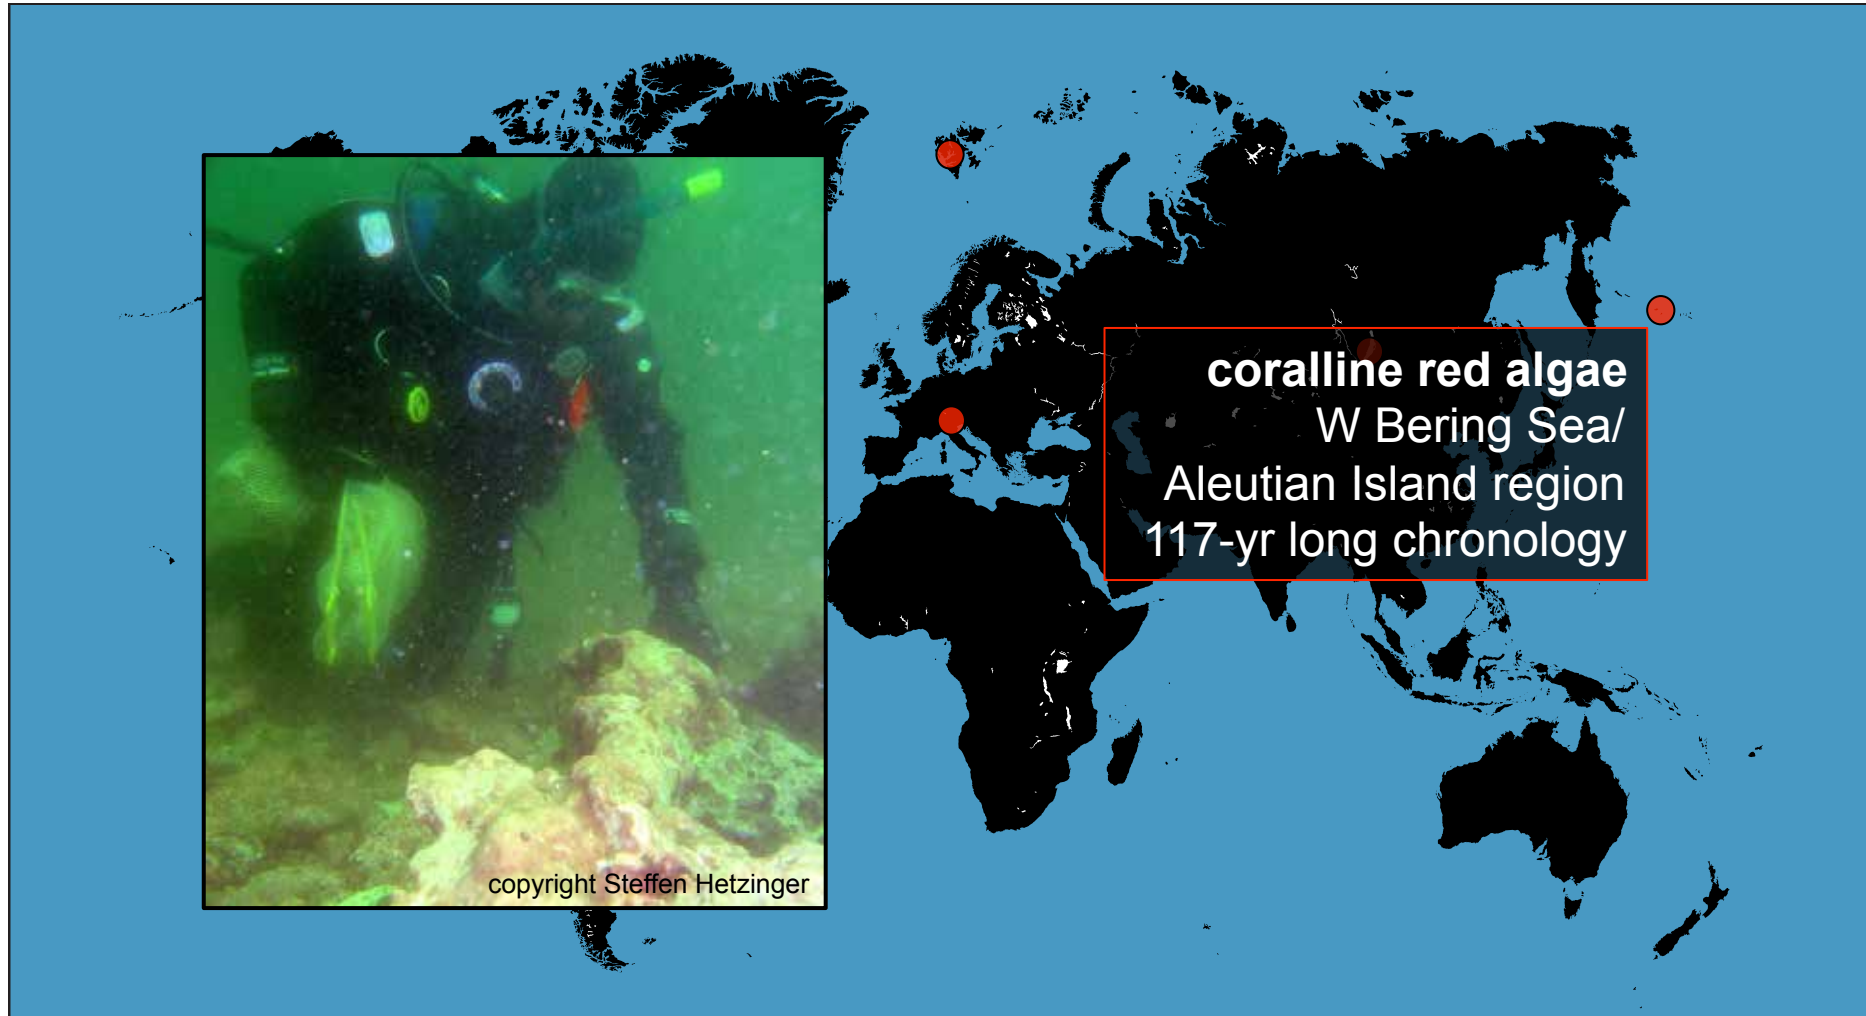 coralline red algae
W Bering Sea/
Aleutian Island region
117-yr long chronology
copyright Steffen Hetzinger